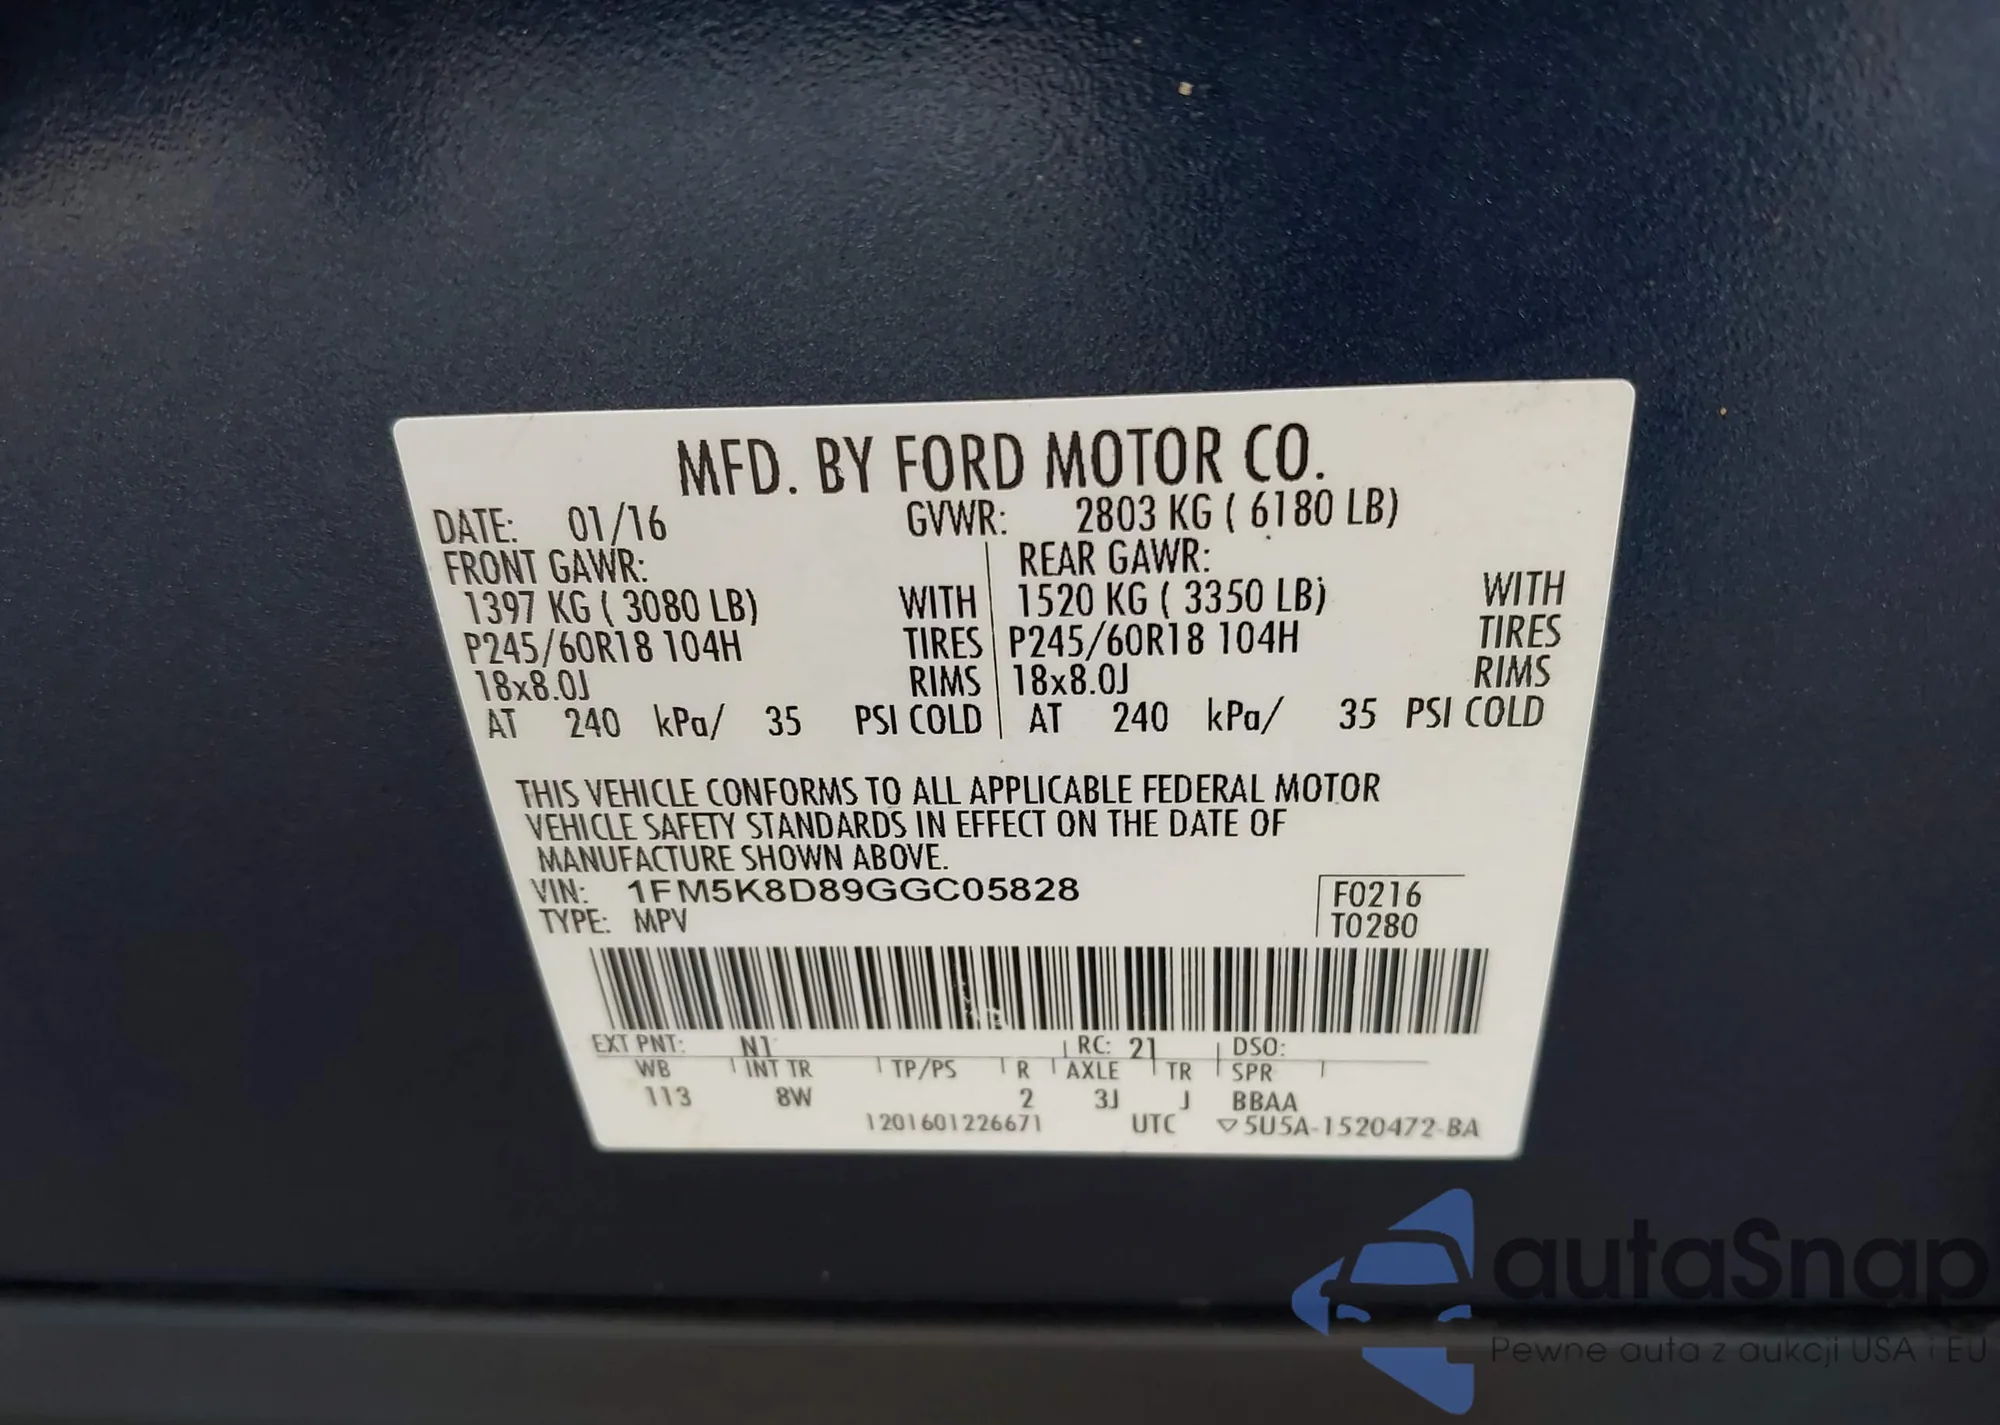 MFD. BY FORD MOTOR CO.
DATE: 01/16 GVWR: 2803 KG ( 6180 LB)
FRONT GAWR: REAR GAWR:
1397 KG ( 3080 LB) WITH 1520 KG ( 3350 LB) WITH
P245/60R18 104H TIRES P245/60R18 104H TIRES
18x8.0J RIMS 18x8.0J RIMS
AT 240 kPa/ 35 PSI COLD AT 240 kPa/ 35 PSI COLD
THIS VEHICLE CONFORMS TO ALL APPLICABLE FEDERAL MOTOR
VEHICLE SAFETY STANDARDS IN EFFECT ON THE DATE OF
MANUFACTURE SHOWN ABOVE.
VIN: 1FM5K8D89GGC05828 F0216
TYPE: MPV T0280
EXT PNT: N1 RC: 21 DSO:
WB INT TR TP/PS R AXLE TR SPR
113 8W 2 3J J BBAA
1201601226671 UTC ▽5U5A-1520472-BA
autaSnap
Pewne auta z aukcji USA i EU